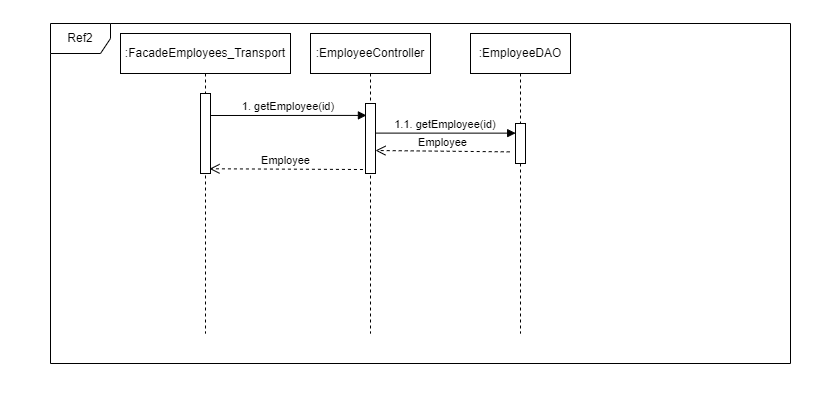 Ref2
:FacadeEmployees_Transport
:EmployeeController
:EmployeeDAO
1. getEmployee(id)
1.1. getEmployee(id)
Employee
Employee